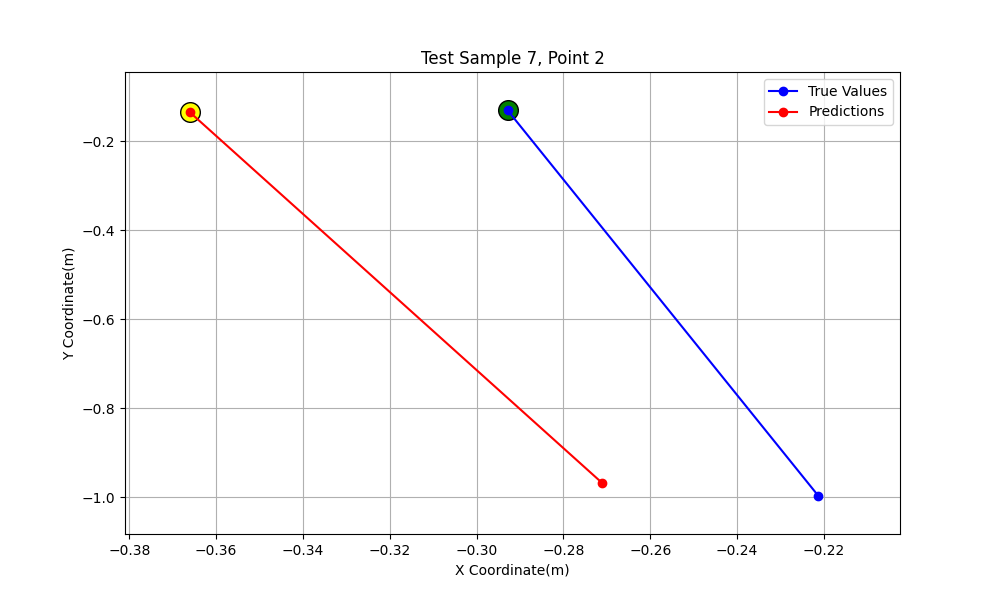 Test Sample 7, Point 2
True Values
Predictions
−0.2
−0.4
−0.6
−0.8
−1.0
Y Coordinate(m)
−0.38 −0.36 −0.34 −0.32 −0.30 −0.28 −0.26 −0.24 −0.22
X Coordinate(m)